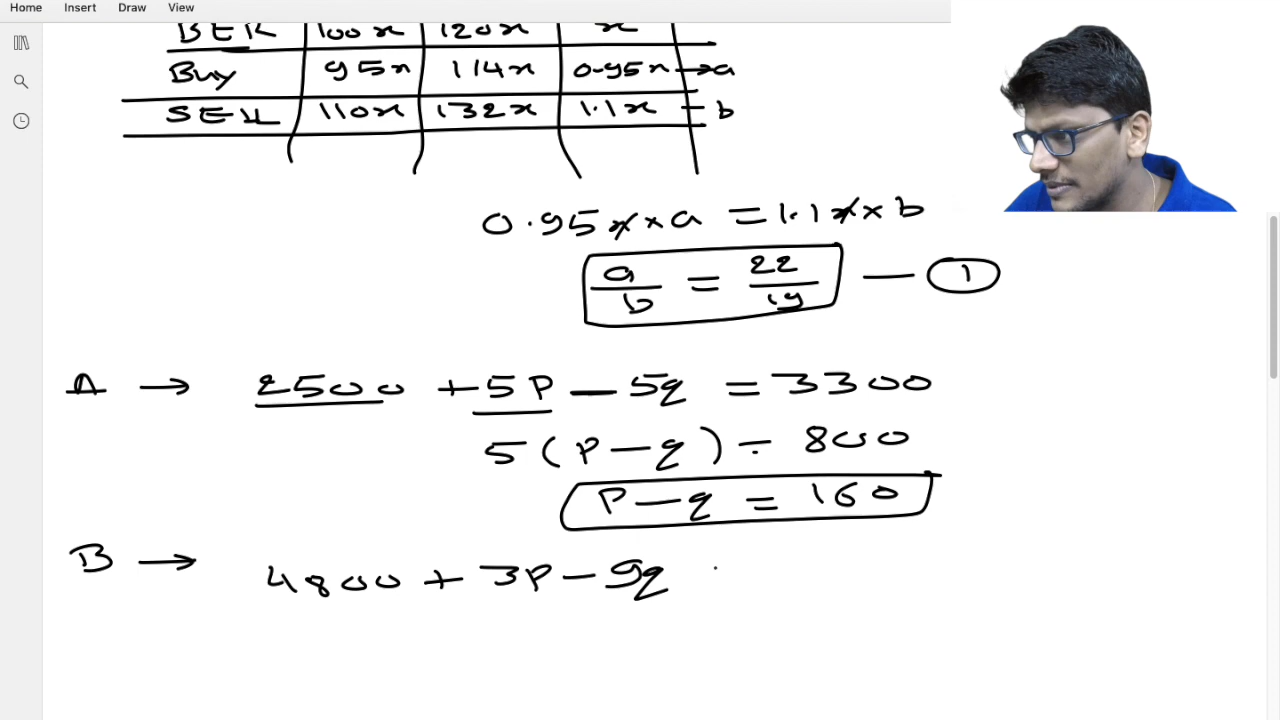 Home Insert Draw View
BER 100x 120x x
Buy 95x 114x 0.95x → a
SELL 110x 132x 1.1x - b
0.95x × a = 1.1x × b
a/b = 22/19 — 1
A → 2500 + 5P - 5q = 3300
5(P - q) = 800
P - q = 160
B → 4800 + 3P - 9q